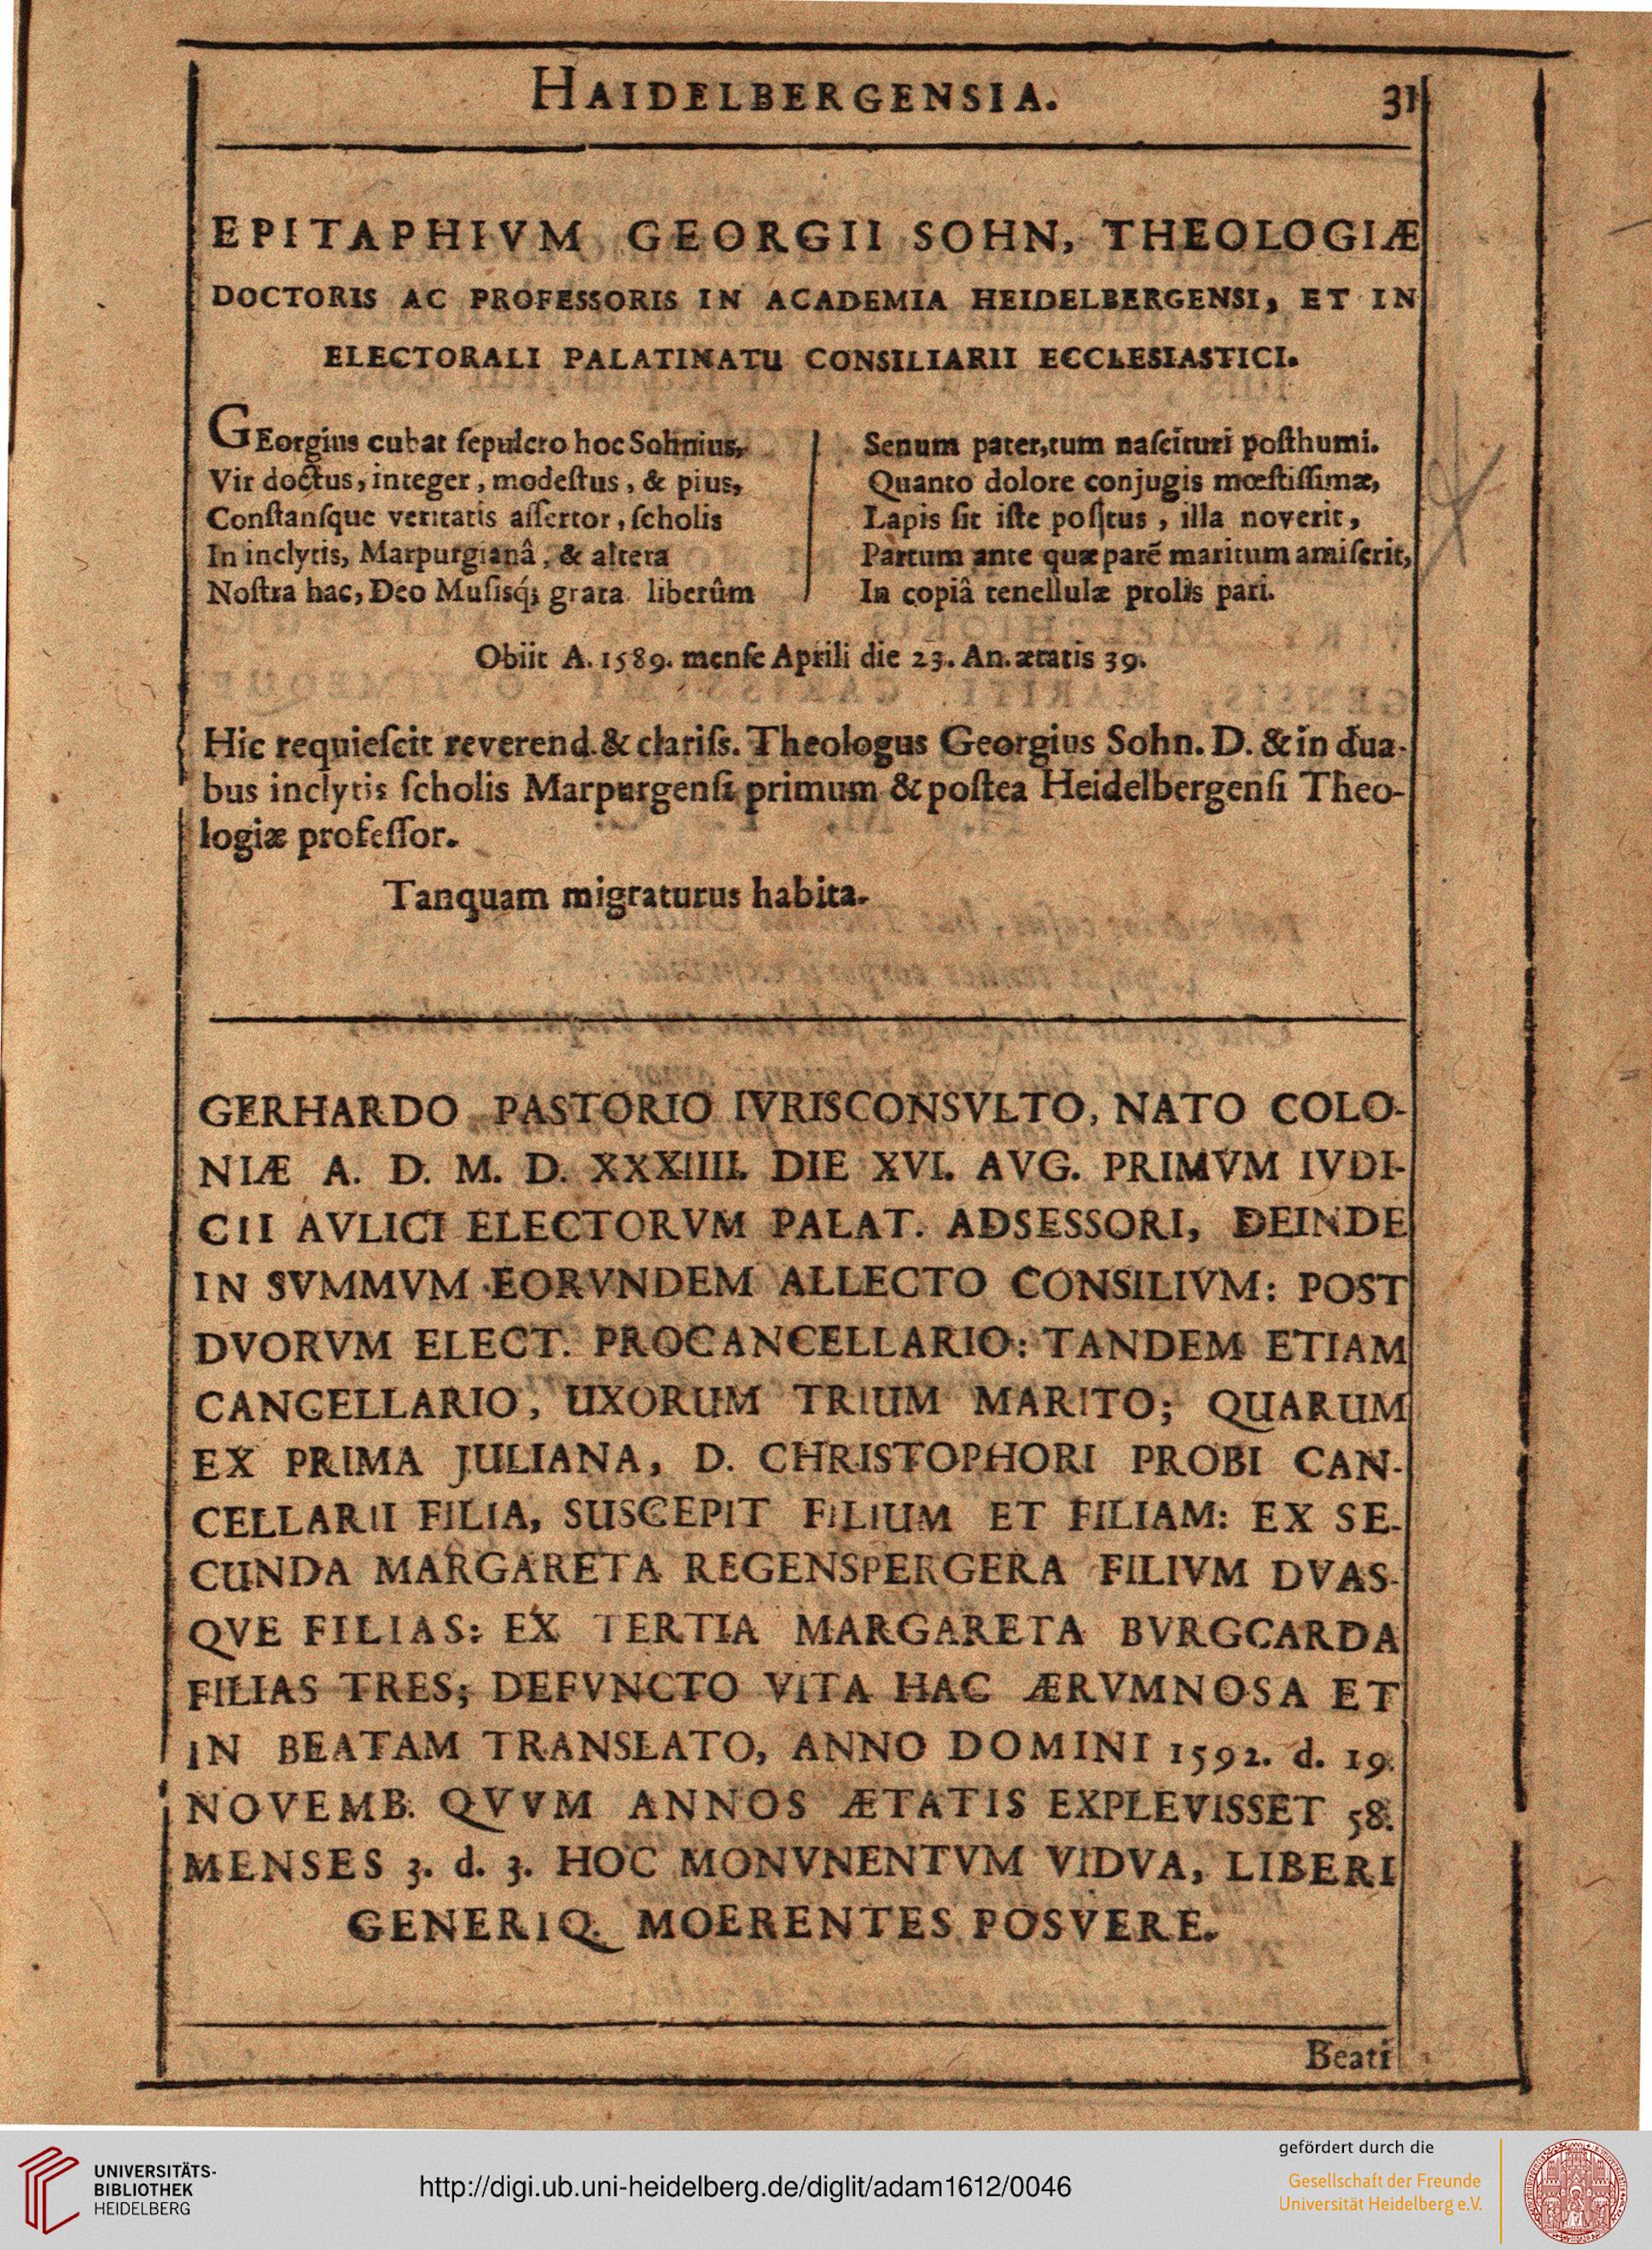 HAIDELBERGENSIA. 31
EPITAPHIVM GEORGII SOHN, THEOLOGIÆ
DOCTORIS AC PROFESSORIS IN ACADEMIA HEIDELBERGENSI, ET IN
ELECTORALI PALATINATU CONSILIARII ECCLESIASTICI.
GEorgius cubat ſepulcro hoc Sohnius,
Vir doctus, integer, modeſtus, & pius,
Conſtanſque veritatis aſſertor, ſcholis
In inclytis, Marpurgianâ, & altera
Noſtra hac, Deo Muſisq́; grata liberûm
Senum pater, tum naſcituri poſthumi.
Quanto dolore conjugis mœſtiſſimæ,
Lapis ſit iſte poſitus, illa noverit,
Partum ante quæ parē maritum amiſerit,
In copiâ tenellulæ prolis pari.
Obiit A. 1589. menſe Aprili die 23. An. ætatis 39.
Hic requieſcit reverend. & clariſs. Theologus Georgius Sohn. D. & in dua-
bus inclytis ſcholis Marpurgenſi primum & poſtea Heidelbergenſi Theo-
logiæ profeſſor.
Tanquam migraturus habita.
GERHARDO PASTORIO IVRISCONSVLTO, NATO COLO-
NIÆ A. D. M. D. XXXIIII. DIE XVI. AVG. PRIMVM IVDI-
CII AVLICI ELECTORVM PALAT. ADSESSORI, DEINDE
IN SVMMVM EORVNDEM ALLECTO CONSILIVM: POST
DVORVM ELECT. PROCANCELLARIO: TANDEM ETIAM
CANCELLARIO, UXORUM TRIUM MARITO; QUARUM
EX PRIMA JULIANA, D. CHRISTOPHORI PROBI CAN-
CELLARII FILIA, SUSCEPIT FILIUM ET FILIAM: EX SE-
CUNDA MARGARETA REGENSPERGERA FILIVM DVAS-
QVE FILIAS: EX TERTIA MARGARETA BVRGCARDA
FILIAS TRES; DEFVNCTO VITA HAC ÆRVMNOSA ET
IN BEATAM TRANSLATO, ANNO DOMINI 1592. d. 19.
NOVEMB. QVVM ANNOS ÆTATIS EXPLEVISSET 58.
MENSES 3. d. 3. HOC MONVNENTVM VIDVA, LIBERI
GENERIQ. MOERENTES POSVERE.
Beati
UNIVERSITÄTS-
BIBLIOTHEK
HEIDELBERG
http://digi.ub.uni-heidelberg.de/diglit/adam1612/0046
gefördert durch die
Gesellschaft der Freunde
Universität Heidelberg e.V.